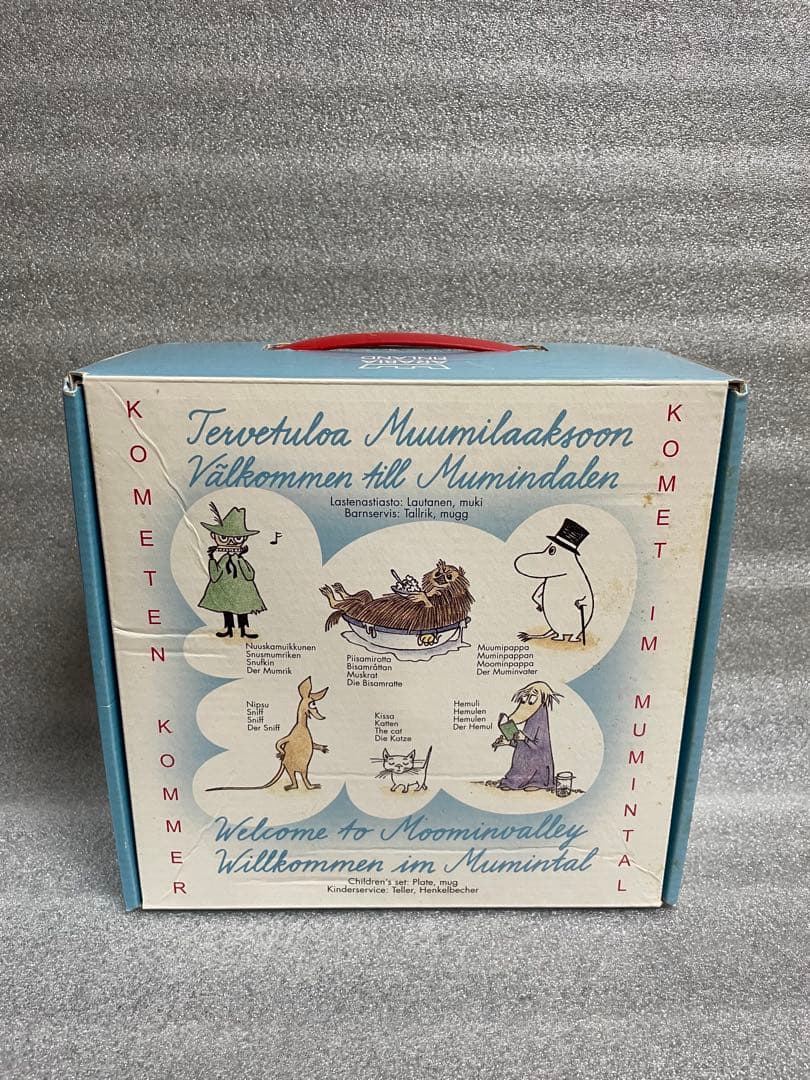 ARABIA
FINLAND
KOMETEN KOMMER
Tervetuloa Muumilaaksoon
Välkommen till Mumindalen
Lastenastiasto: Lautanen, muki
Barnservis: Tallrik, mugg
KOMET IM MUMINTAL
Nuuskamuikkunen
Snusmumriken
Snufkin
Der Mumrik
Piisamirotta
Bisamråttan
Muskrat
Die Bisamratte
Muumipappa
Muminpappan
Moominpappa
Der Muminvater
Nipsu
Sniff
Sniff
Der Sniff
Kissa
Katten
The cat
Die Katze
Hemuli
Hemulen
Hemulen
Der Hemul
Welcome to Moominvalley
Willkommen im Mumintal
Children's set: Plate, mug
Kinderservice: Teller, Henkelbecher